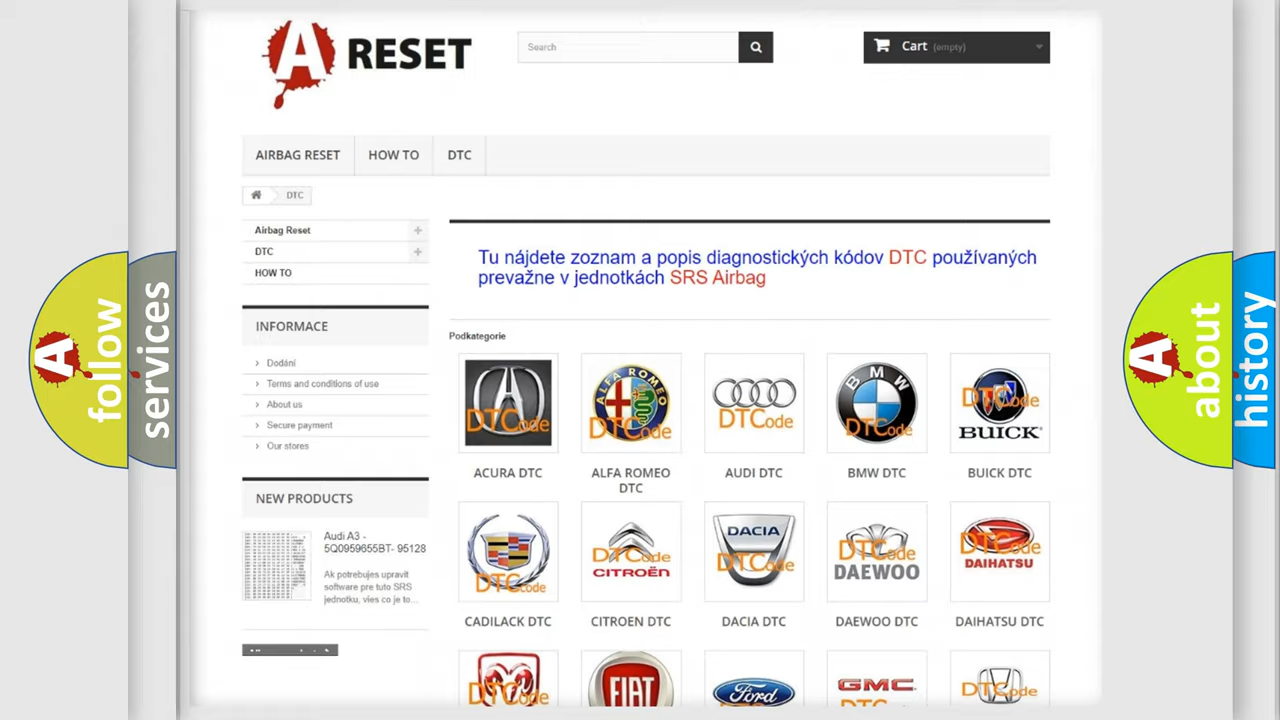 A RESET
Search
Cart (empty)
AIRBAG RESET
HOW TO
DTC
DTC
Airbag Reset
DTC
HOW TO
INFORMACE
Dodání
Terms and conditions of use
About us
Secure payment
Our stores
NEW PRODUCTS
Audi A3 -
5Q0959655BT- 95128
Ak potrebujes upravit
software pre tuto SRS
jednotku, vies co je to...
Tu nájdete zoznam a popis diagnostických kódov DTC používaných
prevažne v jednotkách SRS Airbag
Podkategorie
DTCode
ALFA ROMEO
DTCode
DTCode
BMW
DTCode
DTCode
BUICK
ACURA DTC
ALFA ROMEO
DTC
AUDI DTC
BMW DTC
BUICK DTC
DTCode
DTCode
CITROËN
DACIA
DTCode
DTCode
DAEWOO
DTCode
DAIHATSU
CADILACK DTC
CITROEN DTC
DACIA DTC
DAEWOO DTC
DAIHATSU DTC
DTCode
FIAT
Ford
DTCode
GMC
DTCode
A follow
services
A about
history